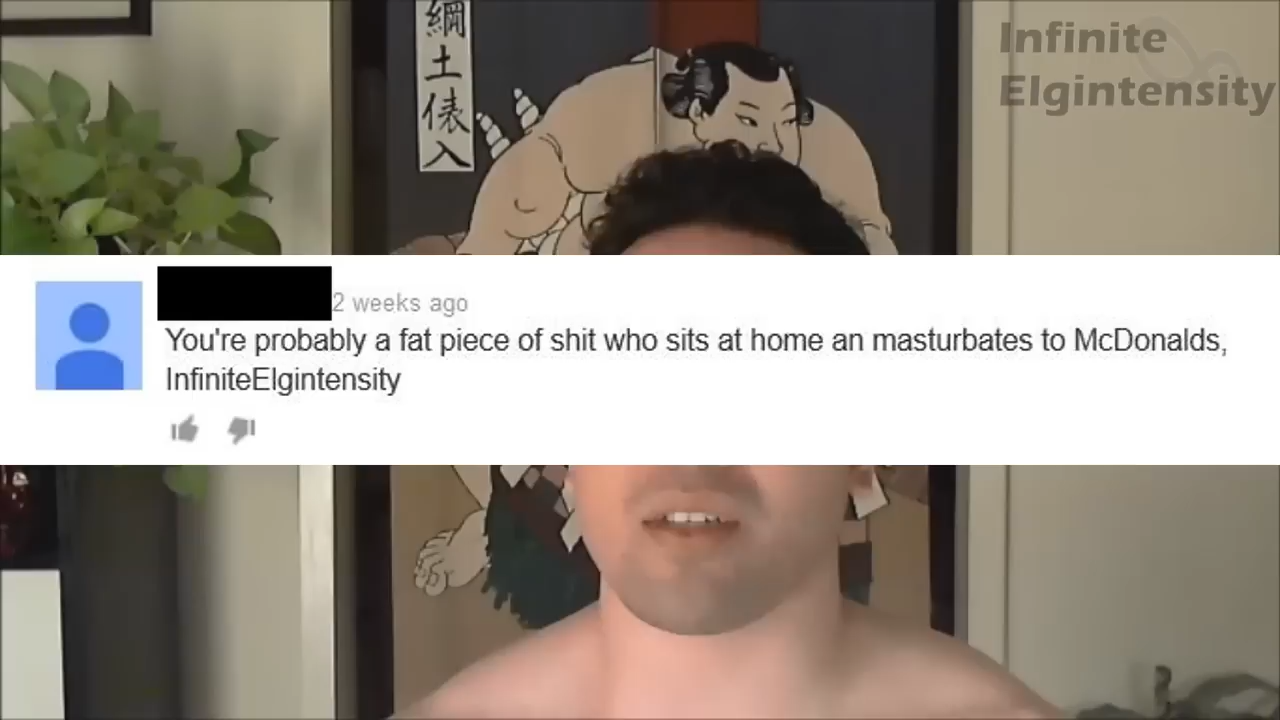 綱
土
俵
入
Infinite
Elgintensity
2 weeks ago
You're probably a fat piece of shit who sits at home an masturbates to McDonalds,
InfiniteElgintensity